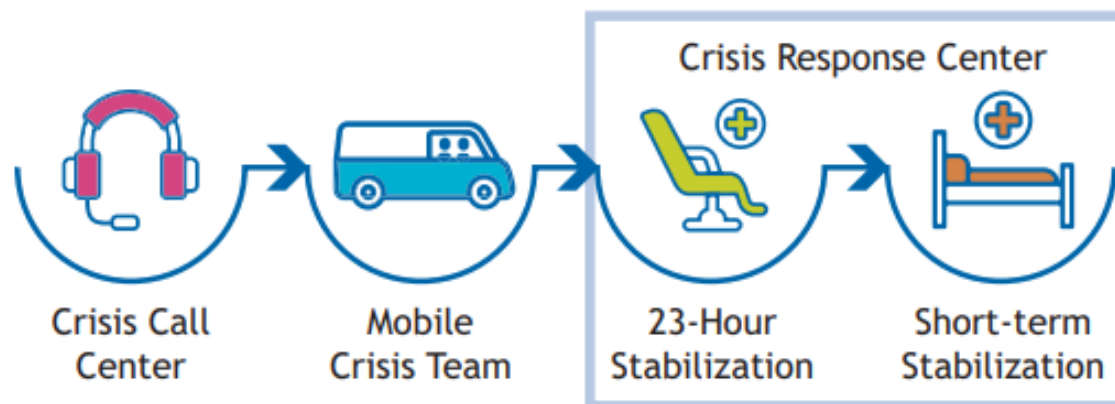 Crisis Response Center
Crisis Call
Center
Mobile
Crisis Team
23-Hour
Stabilization
Short-term
Stabilization